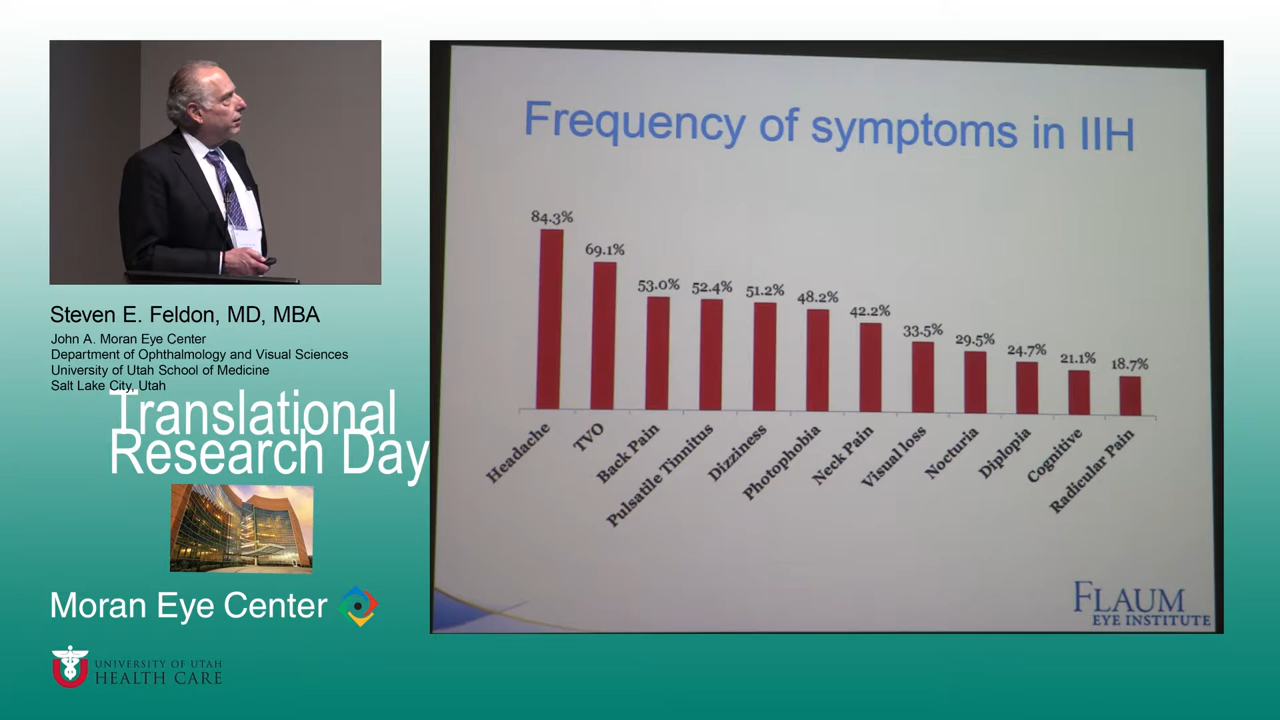 Steven E. Feldon, MD, MBA
John A. Moran Eye Center
Department of Ophthalmology and Visual Sciences
University of Utah School of Medicine
Salt Lake City, Utah
Translational
Research Day
Moran Eye Center
UNIVERSITY OF UTAH
HEALTH CARE
Frequency of symptoms in IIH
84.3%
69.1%
53.0%
52.4%
51.2%
48.2%
42.2%
33.5%
29.5%
24.7%
21.1%
18.7%
Headache
TVO
Back Pain
Pulsatile Tinnitus
Dizziness
Photophobia
Neck Pain
Visual loss
Nocturia
Diplopia
Cognitive
Radicular Pain
FLAUM
EYE INSTITUTE